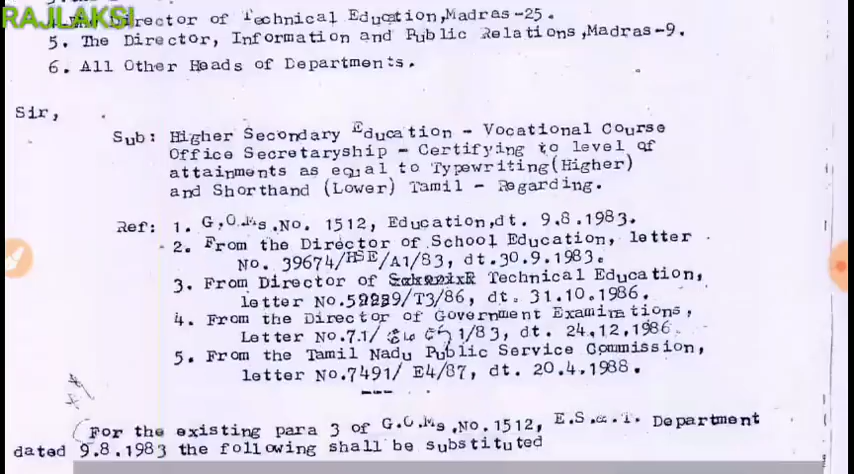 RAJLAKSI
Director of Technical Education,Madras-25.
5. The Director, Information and Public Relations,Madras-9.
6. All Other Heads of Departments.
Sir,
Sub: Higher Secondary Education - Vocational Course
Office Secretaryship - Certifying to level of
attainments as equal to Typewriting(Higher)
and Shorthand (Lower) Tamil - Regarding.
Ref: 1. G.O.Ms.No. 1512, Education,dt. 9.8.1983.
2. From the Director of School Education, letter
No. 39674/HSE/A1/83, dt.30.9.1983.
3. From Director of Technical Education,
letter No./T3/86, dt. 31.10.1986.
4. From the Director of Government Examinations,
Letter No.7.1/ 1/83, dt. 24.12.1986.
5. From the Tamil Nadu Public Service Commission,
letter No.7491/ E4/87, dt. 20.4.1988.
(For the existing para 3 of G.O.Ms.No.1512, E.S.&.T. Department
dated 9.8.1983 the following shall be substituted